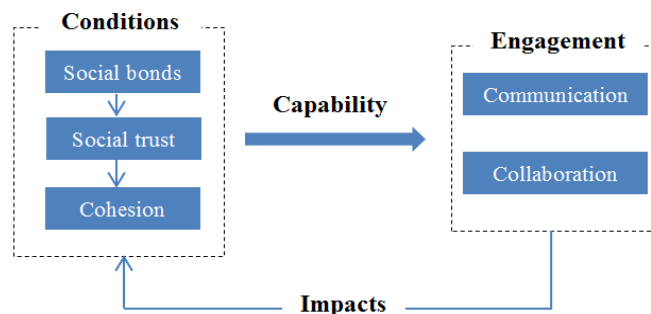 Conditions
Social bonds
Social trust
Cohesion
Capability
Engagement
Communication
Collaboration
Impacts